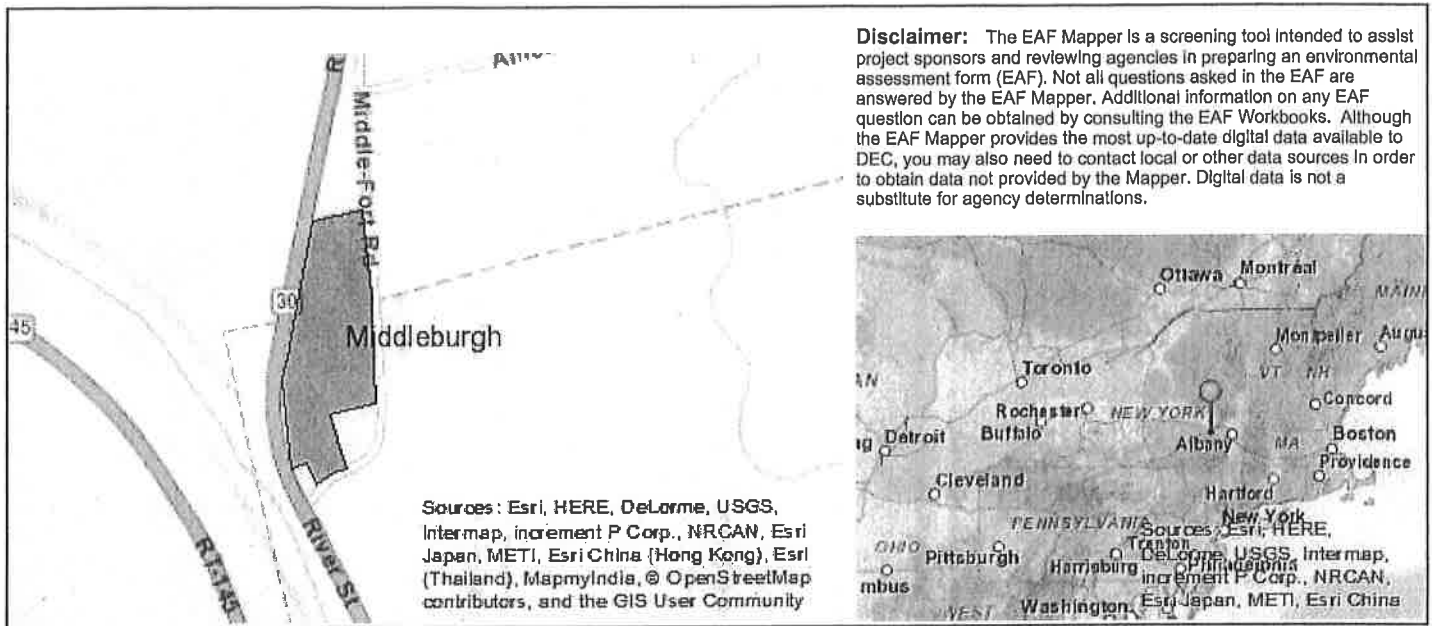 Disclaimer: The EAF Mapper is a screening tool intended to assist
project sponsors and reviewing agencies in preparing an environmental
assessment form (EAF). Not all questions asked in the EAF are
answered by the EAF Mapper. Additional information on any EAF
question can be obtained by consulting the EAF Workbooks. Although
the EAF Mapper provides the most up-to-date digital data available to
DEC, you may also need to contact local or other data sources in order
to obtain data not provided by the Mapper. Digital data is not a
substitute for agency determinations.
R
Middle-Fort Rd
30
45
Middleburgh
RT-145
River St
Sources: Esri, HERE, DeLorme, USGS,
Intermap, increment P Corp., NRCAN, Esri
Japan, METI, Esri China (Hong Kong), Esri
(Thailand), MapmyIndia, © OpenStreetMap
contributors, and the GIS User Community
Ottawa
Montréal
MAIN
Montpelier
Augu
Toronto
VT
NH
AN
Rochester
NEW YORK
Concord
Buffalo
Detroit
Albany
MA
Boston
Providence
Cleveland
Hartford
PENNSYLVANIA
New York
Sources: Esri, HERE,
OHIO
Pittsburgh
Trenton
DeLorme, USGS, Intermap,
Harrisburg
Philadelphia
increment P Corp., NRCAN,
mbus
WEST
Washington
Esri Japan, METI, Esri China